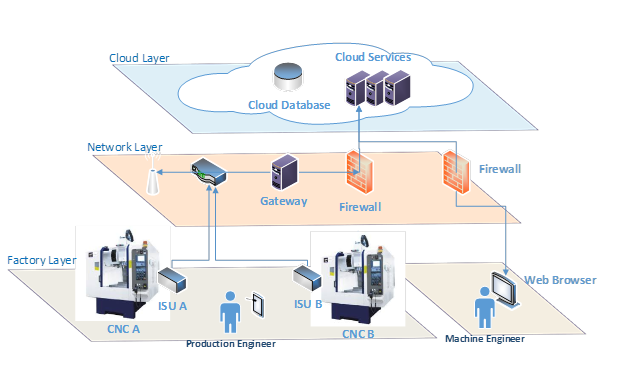 Cloud Layer
Cloud Services
Cloud Database
Network Layer
Firewall
Gateway
Firewall
Factory Layer
Web Browser
ISU A
ISU B
CNC A
CNC B
Production Engineer
Machine Engineer